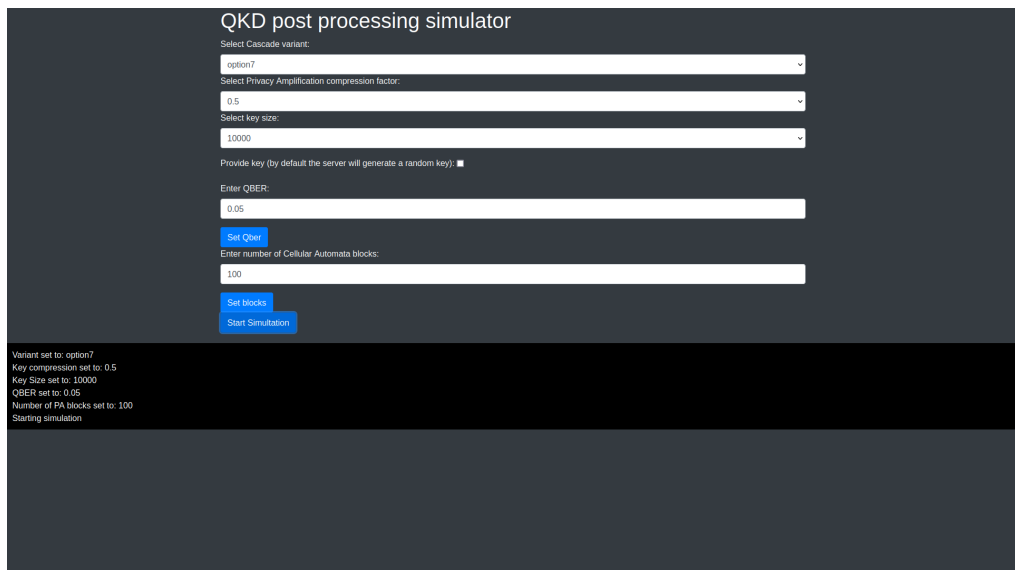 QKD post processing simulator
Select Cascade variant:
option7
Select Privacy Amplification compression factor:
0.5
Select key size:
10000
Provide key (by default the server will generate a random key):
Enter QBER:
0.05
Set Qber
Enter number of Cellular Automata blocks:
100
Set blocks
Start Simultation
Variant set to: option7
Key compression set to: 0.5
Key Size set to: 10000
QBER set to: 0.05
Number of PA blocks set to: 100
Starting simulation